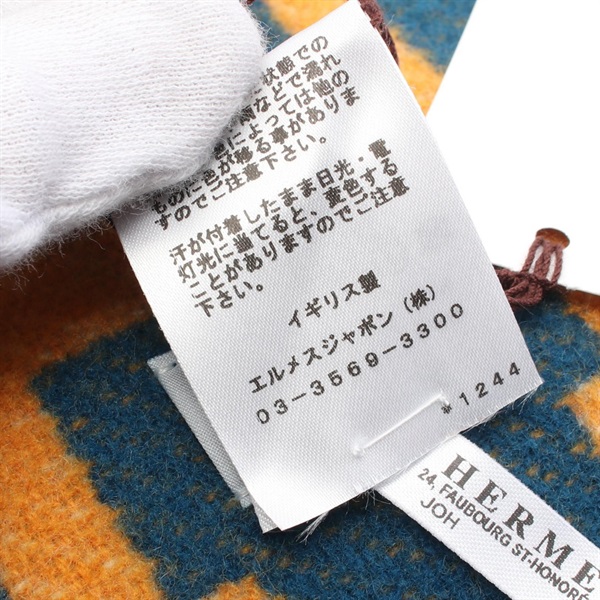 状態での
雨などで濡れ
によっては他の
ものに色が移る事がありま
すのでご注意下さい。
汗が付着したまま日光・電
灯光に当てると、変色する
ことがありますのでご注意
下さい。
イギリス製
エルメスジャポン(株)
03-3569-3300
*1244
HERME
24, FAUBOURG ST-HONORÉ
JOH